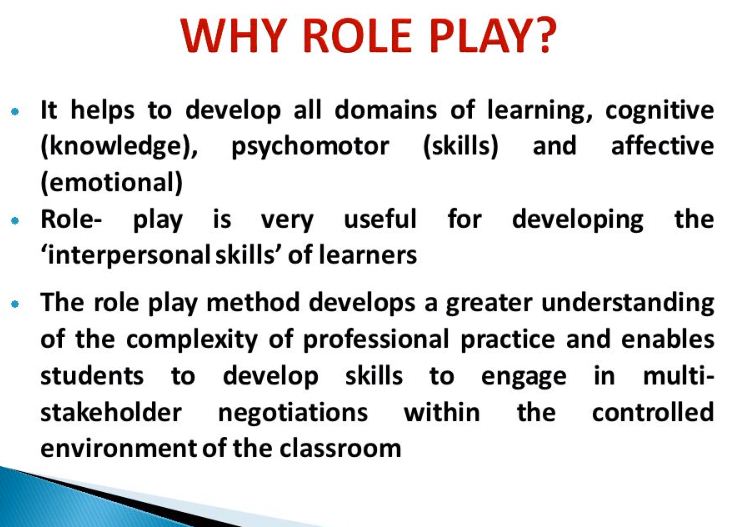 WHY ROLE PLAY?
• It helps to develop all domains of learning, cognitive
(knowledge), psychomotor (skills) and affective
(emotional)
• Role- play is very useful for developing the
‘interpersonal skills’ of learners
• The role play method develops a greater understanding
of the complexity of professional practice and enables
students to develop skills to engage in multi-
stakeholder negotiations within the controlled
environment of the classroom